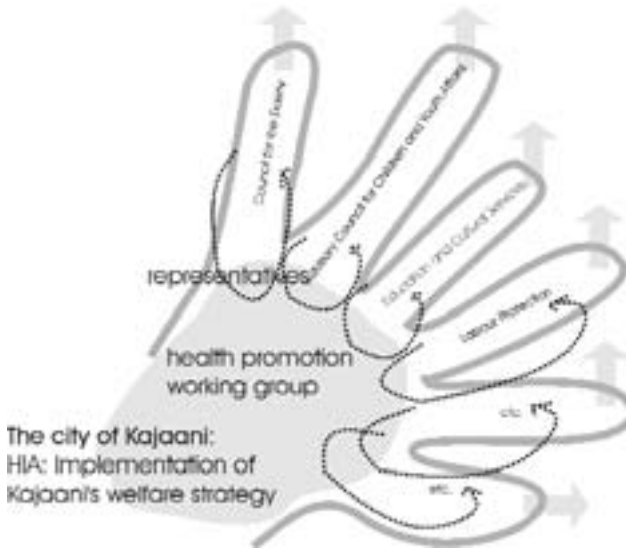 Council for the Elderly
Advisory Council for Children and Youth Affairs
Education and Cultural Services
Labour Protection
etc.
etc.
representatives
health promotion
working group
The city of Kajaani:
HIA: Implementation of
Kajaani's welfare strategy